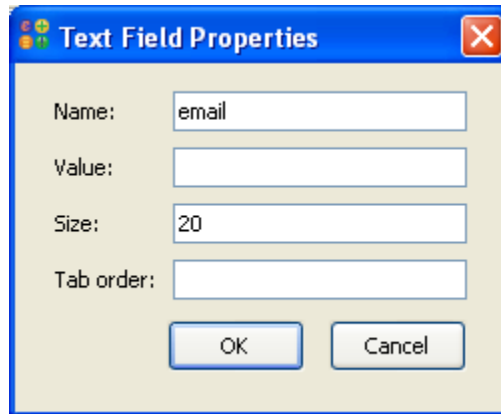 Text Field Properties
Name: email
Value:
Size: 20
Tab order:
OK Cancel